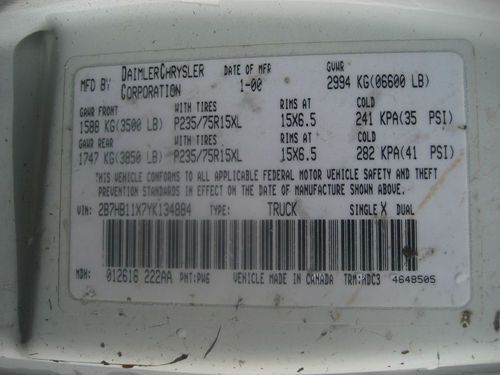 MFD BY DAIMLERCHRYSLER CORPORATION DATE OF MFR 1-00 GVWR 2994 KG(06600 LB)
GAWR FRONT WITH TIRES RIMS AT COLD
1588 KG(3500 LB) P235/75R15XL 15X6.5 241 KPA(35 PSI)
GAWR REAR WITH TIRES RIMS AT COLD
1747 KG(3850 LB) P235/75R15XL 15X6.5 282 KPA(41 PSI)
THIS VEHICLE CONFORMS TO ALL APPLICABLE FEDERAL MOTOR VEHICLE SAFETY AND THEFT
PREVENTION STANDARDS IN EFFECT ON THE DATE OF MANUFACTURE SHOWN ABOVE.
VIN: 2B7HB11X7YK134884 TYPE: TRUCK SINGLE X DUAL
MDH: 012616 222AA PNT:PW6 VEHICLE MADE IN CANADA TRM:WDC3 4648505